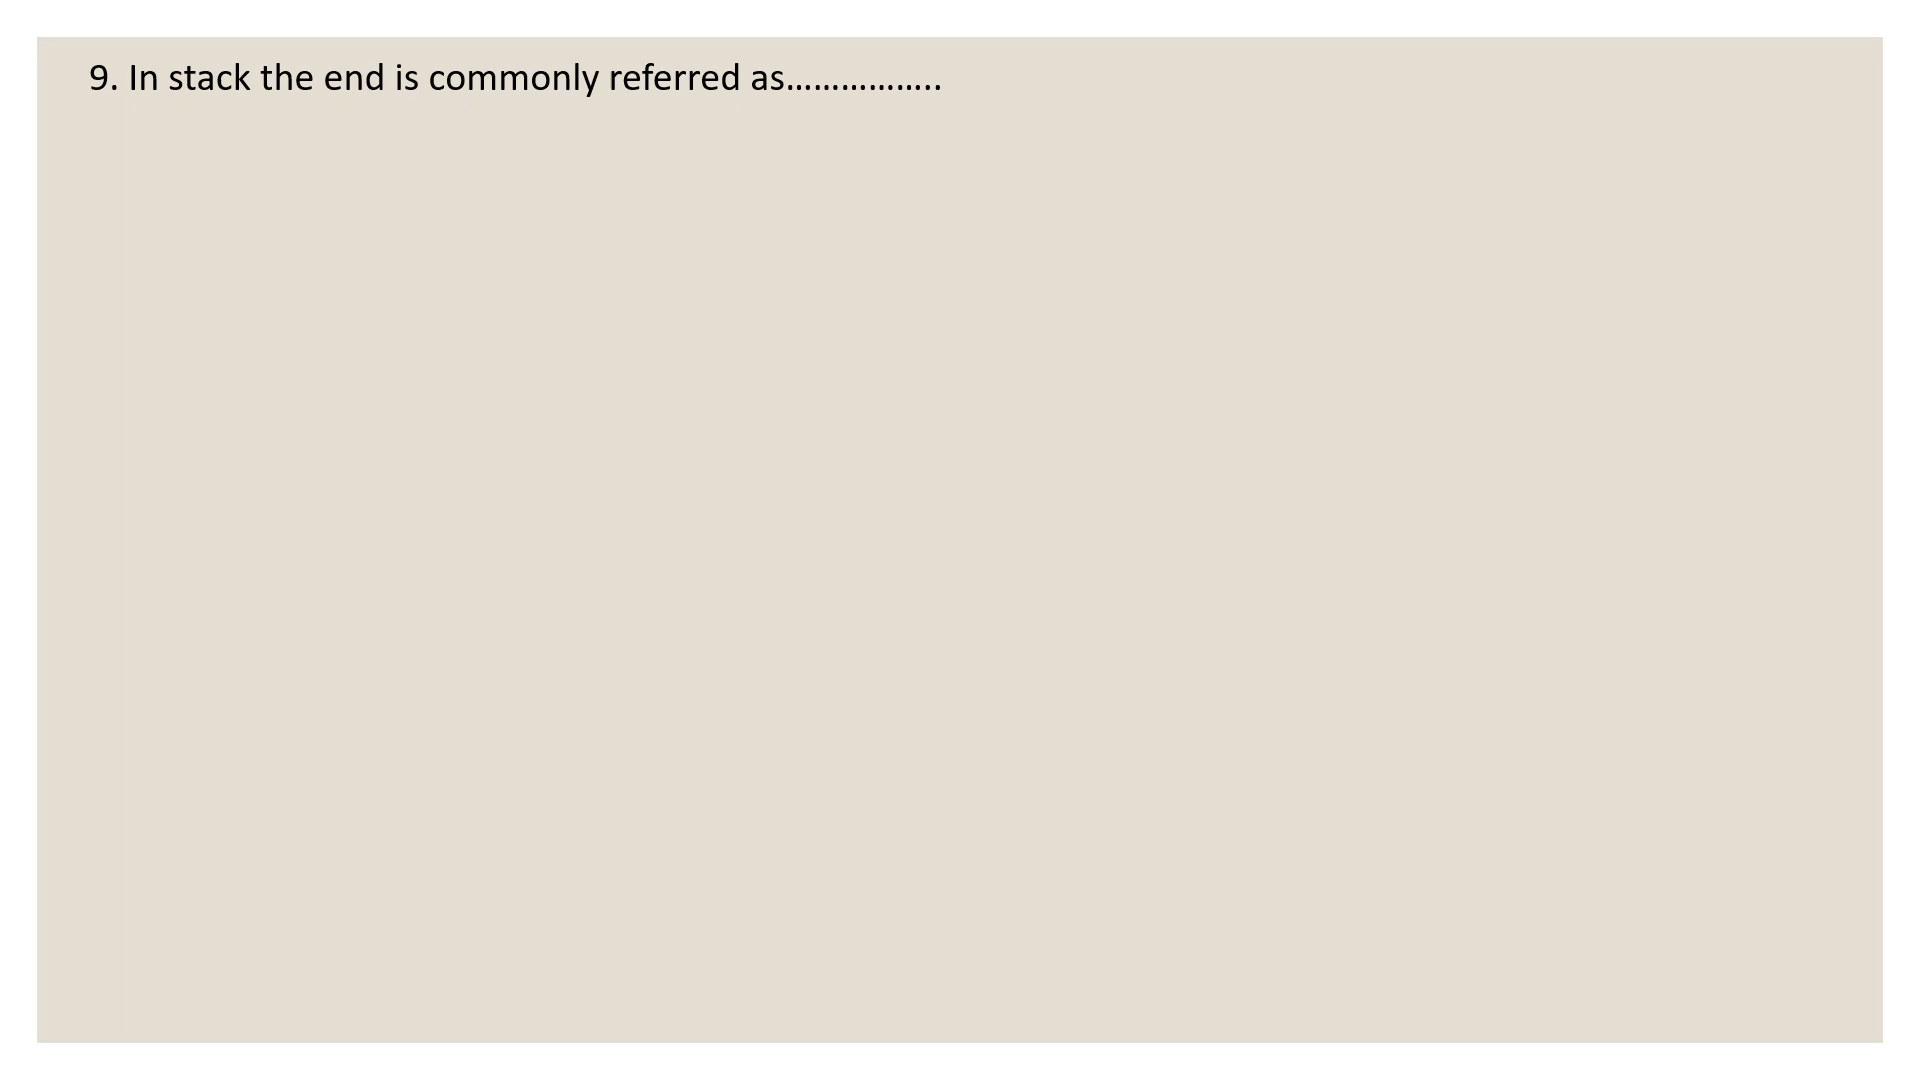 9. In stack the end is commonly referred as……………..